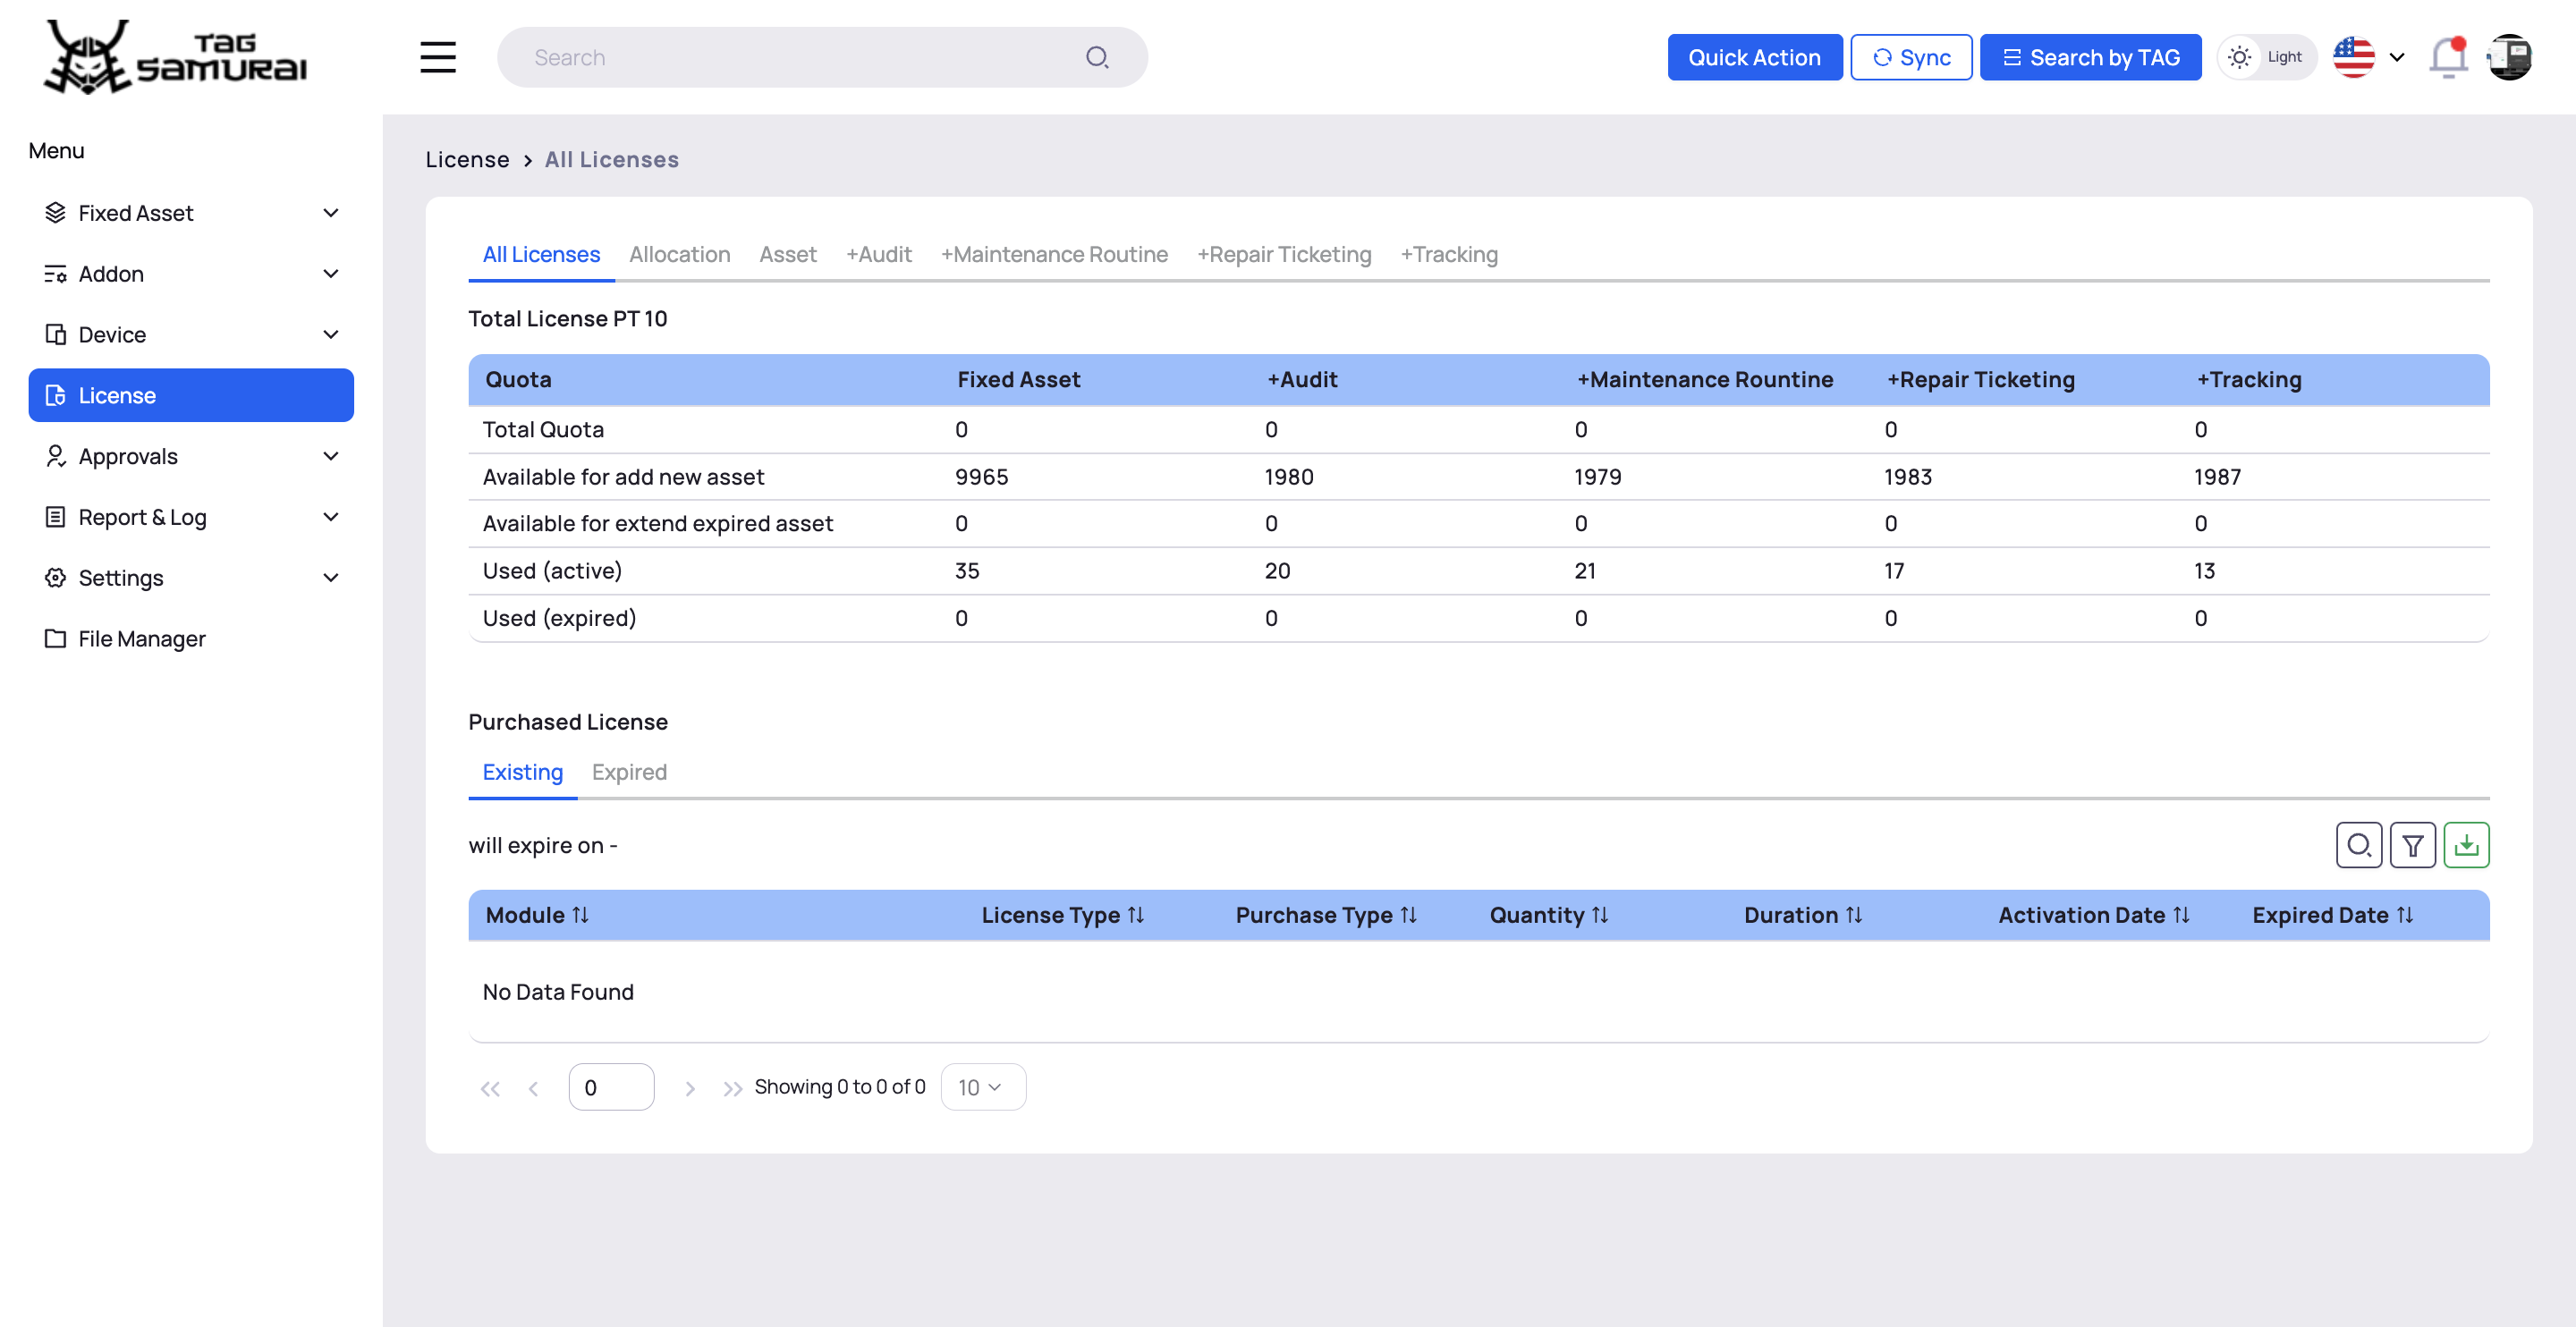 TAG
SAMURAI
Search
Quick Action
Sync
Search by TAG
Light
Menu
Fixed Asset
Addon
Device
License
Approvals
Report & Log
Settings
File Manager
License > All Licenses
All Licenses Allocation Asset +Audit +Maintenance Routine +Repair Ticketing +Tracking
Total License PT 10
Quota Fixed Asset +Audit +Maintenance Rountine +Repair Ticketing +Tracking
Total Quota 0 0 0 0 0
Available for add new asset 9965 1980 1979 1983 1987
Available for extend expired asset 0 0 0 0 0
Used (active) 35 20 21 17 13
Used (expired) 0 0 0 0 0
Purchased License
Existing Expired
will expire on -
Module License Type Purchase Type Quantity Duration Activation Date Expired Date
No Data Found
0 Showing 0 to 0 of 0 10